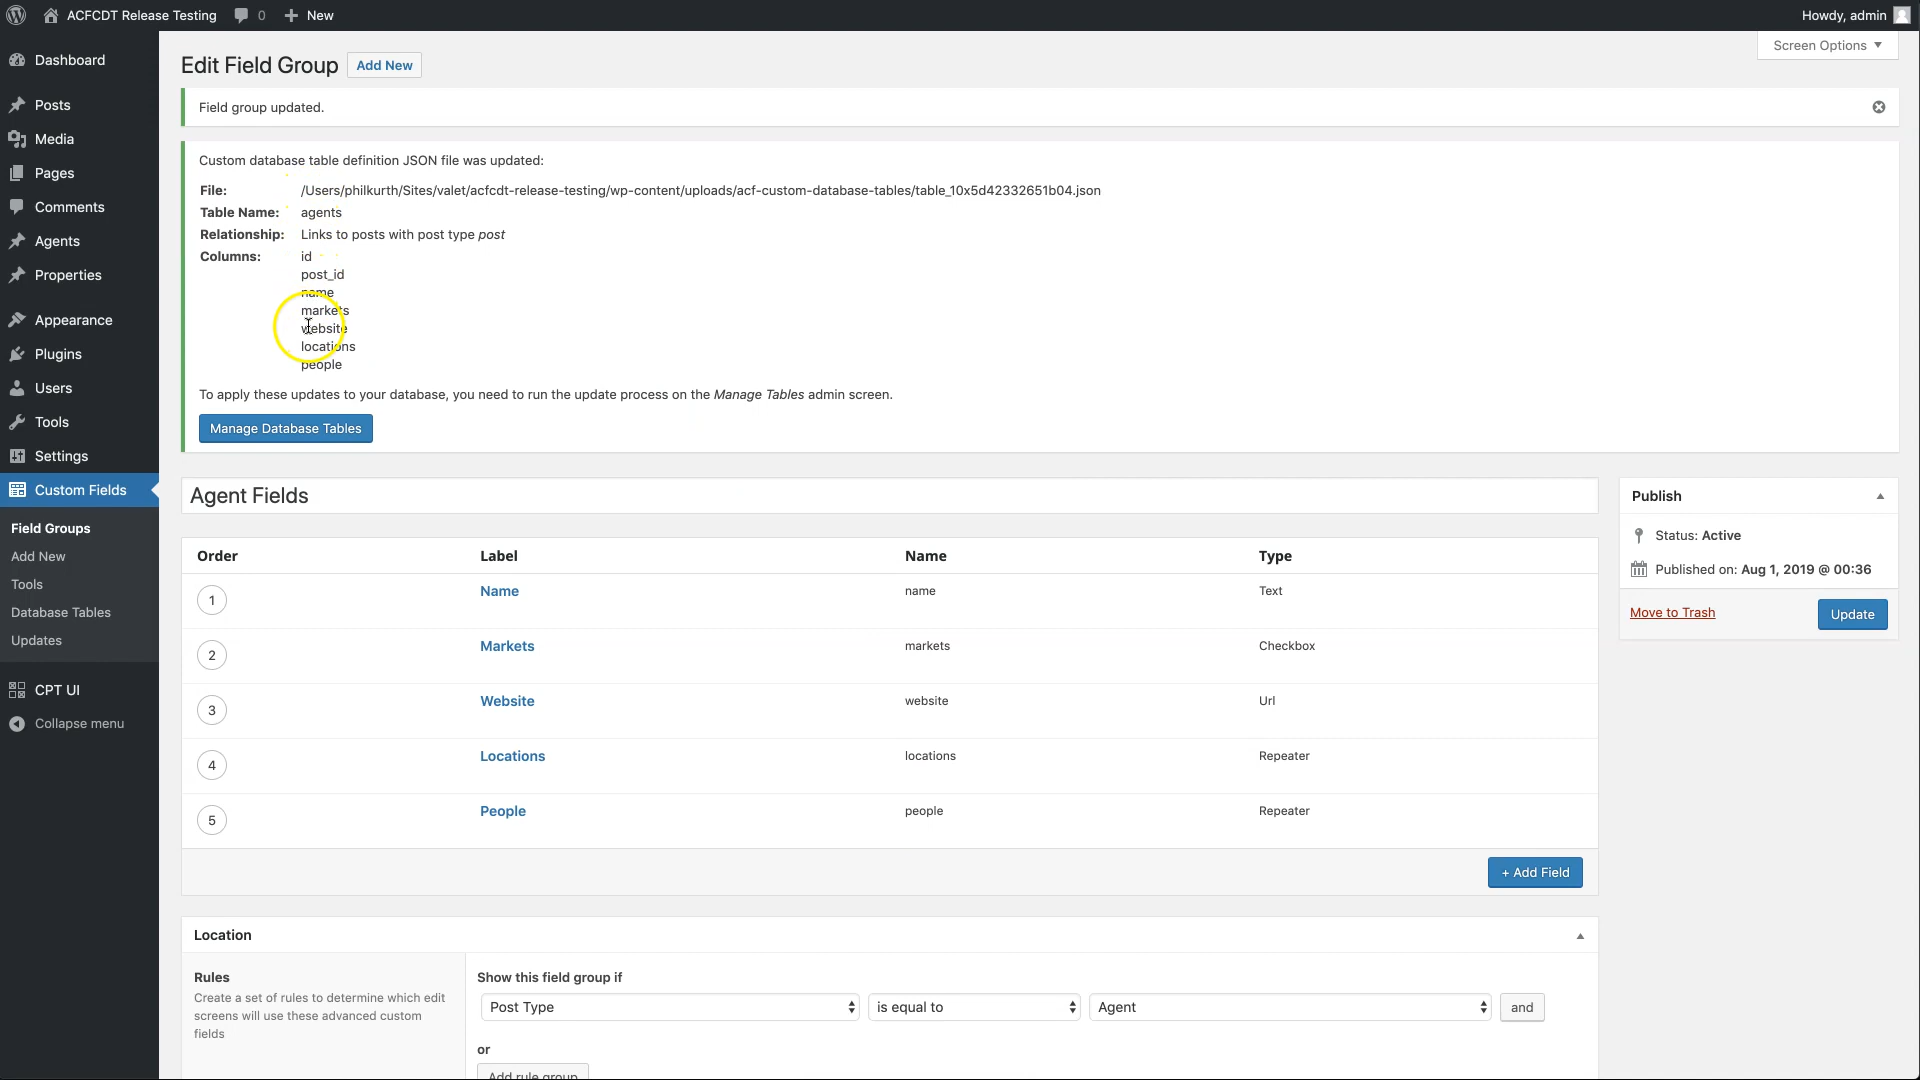 ACFCDT Release Testing 0 New Howdy, admin
Screen Options
Dashboard
Posts
Media
Pages
Comments
Agents
Properties
Appearance
Plugins
Users
Tools
Settings
Custom Fields
Field Groups
Add New
Tools
Database Tables
Updates
CPT UI
Collapse menu
Edit Field Group Add New
Field group updated.
Custom database table definition JSON file was updated:
File: /Users/philkurth/Sites/valet/acfcdt-release-testing/wp-content/uploads/acf-custom-database-tables/table_10x5d42332651b04.json
Table Name: agents
Relationship: Links to posts with post type post
Columns: id
post_id
name
markets
website
locations
people
To apply these updates to your database, you need to run the update process on the Manage Tables admin screen.
Manage Database Tables
Agent Fields
Order Label Name Type
1 Name name Text
2 Markets markets Checkbox
3 Website website Url
4 Locations locations Repeater
5 People people Repeater
+ Add Field
Publish
Status: Active
Published on: Aug 1, 2019 @ 00:36
Move to Trash Update
Location
Rules
Create a set of rules to determine which edit
screens will use these advanced custom
fields
Show this field group if
Post Type is equal to Agent and
or
Add rule group